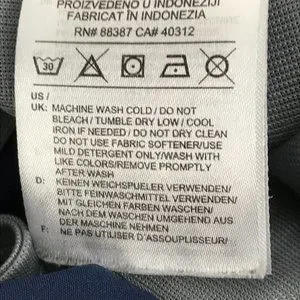 PROIZVEDENO U INDONEZIJI
FABRICAT ÎN INDONEZIA
RN# 88387 CA# 40312
30
US /
UK: MACHINE WASH COLD / DO NOT
BLEACH / TUMBLE DRY LOW / COOL
IRON IF NEEDED / DO NOT DRY CLEAN
DO NOT USE FABRIC SOFTENER/USE
MILD DETERGENT ONLY/WASH WITH
LIKE COLORS/REMOVE PROMPTLY
AFTER WASH
D: KEINEN WEICHSPUELER VERWENDEN/
BITTE FEINWASCHMITTEL VERWENDEN/
MIT GLEICHEN FARBEN WASCHEN/
NACH DEM WASCHEN UMGEHEND AUS
DER MASCHINE NEHMEN
F: NE PAS UTILISER D'ASSOUPLISSEUR/